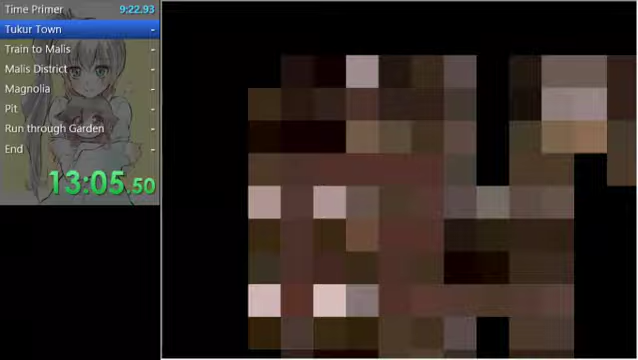 Time Primer 9:22.93
Tukur Town -
Train to Malis -
Malis District -
Magnolia -
Pit -
Run through Garden -
End -
13:05.50